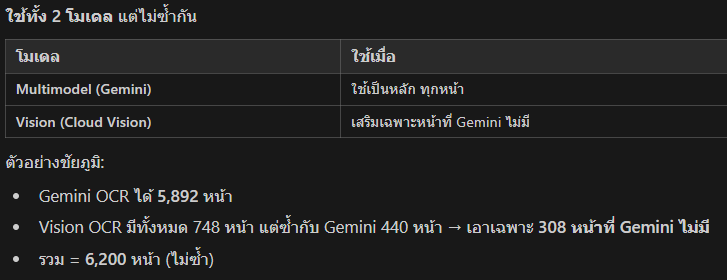 ใช้ทั้ง 2 โมเดล แต่ไม่ซ้ำกัน
โมเดล ใช้เมื่อ
Multimodel (Gemini) ใช้เป็นหลัก ทุกหน้า
Vision (Cloud Vision) เสริมเฉพาะหน้าที่ Gemini ไม่มี
ตัวอย่างชัยภูมิ:
• Gemini OCR ได้ 5,892 หน้า
• Vision OCR มีทั้งหมด 748 หน้า แต่ซ้ำกับ Gemini 440 หน้า → เอาเฉพาะ 308 หน้าที่ Gemini ไม่มี
• รวม = 6,200 หน้า (ไม่ซ้ำ)